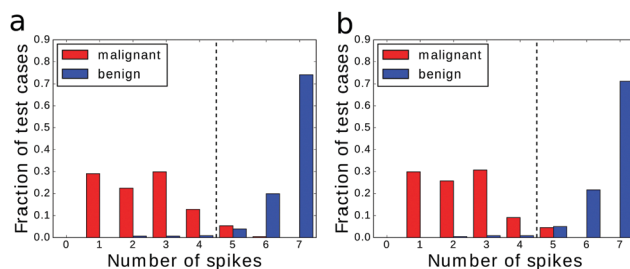 a
0.9
0.8
0.7
0.6
0.5
0.4
0.3
0.2
0.1
0.0
Fraction of test cases
malignant
benign
0 1 2 3 4 5 6 7
Number of spikes
b
0.9
0.8
0.7
0.6
0.5
0.4
0.3
0.2
0.1
0.0
Fraction of test cases
malignant
benign
0 1 2 3 4 5 6 7
Number of spikes